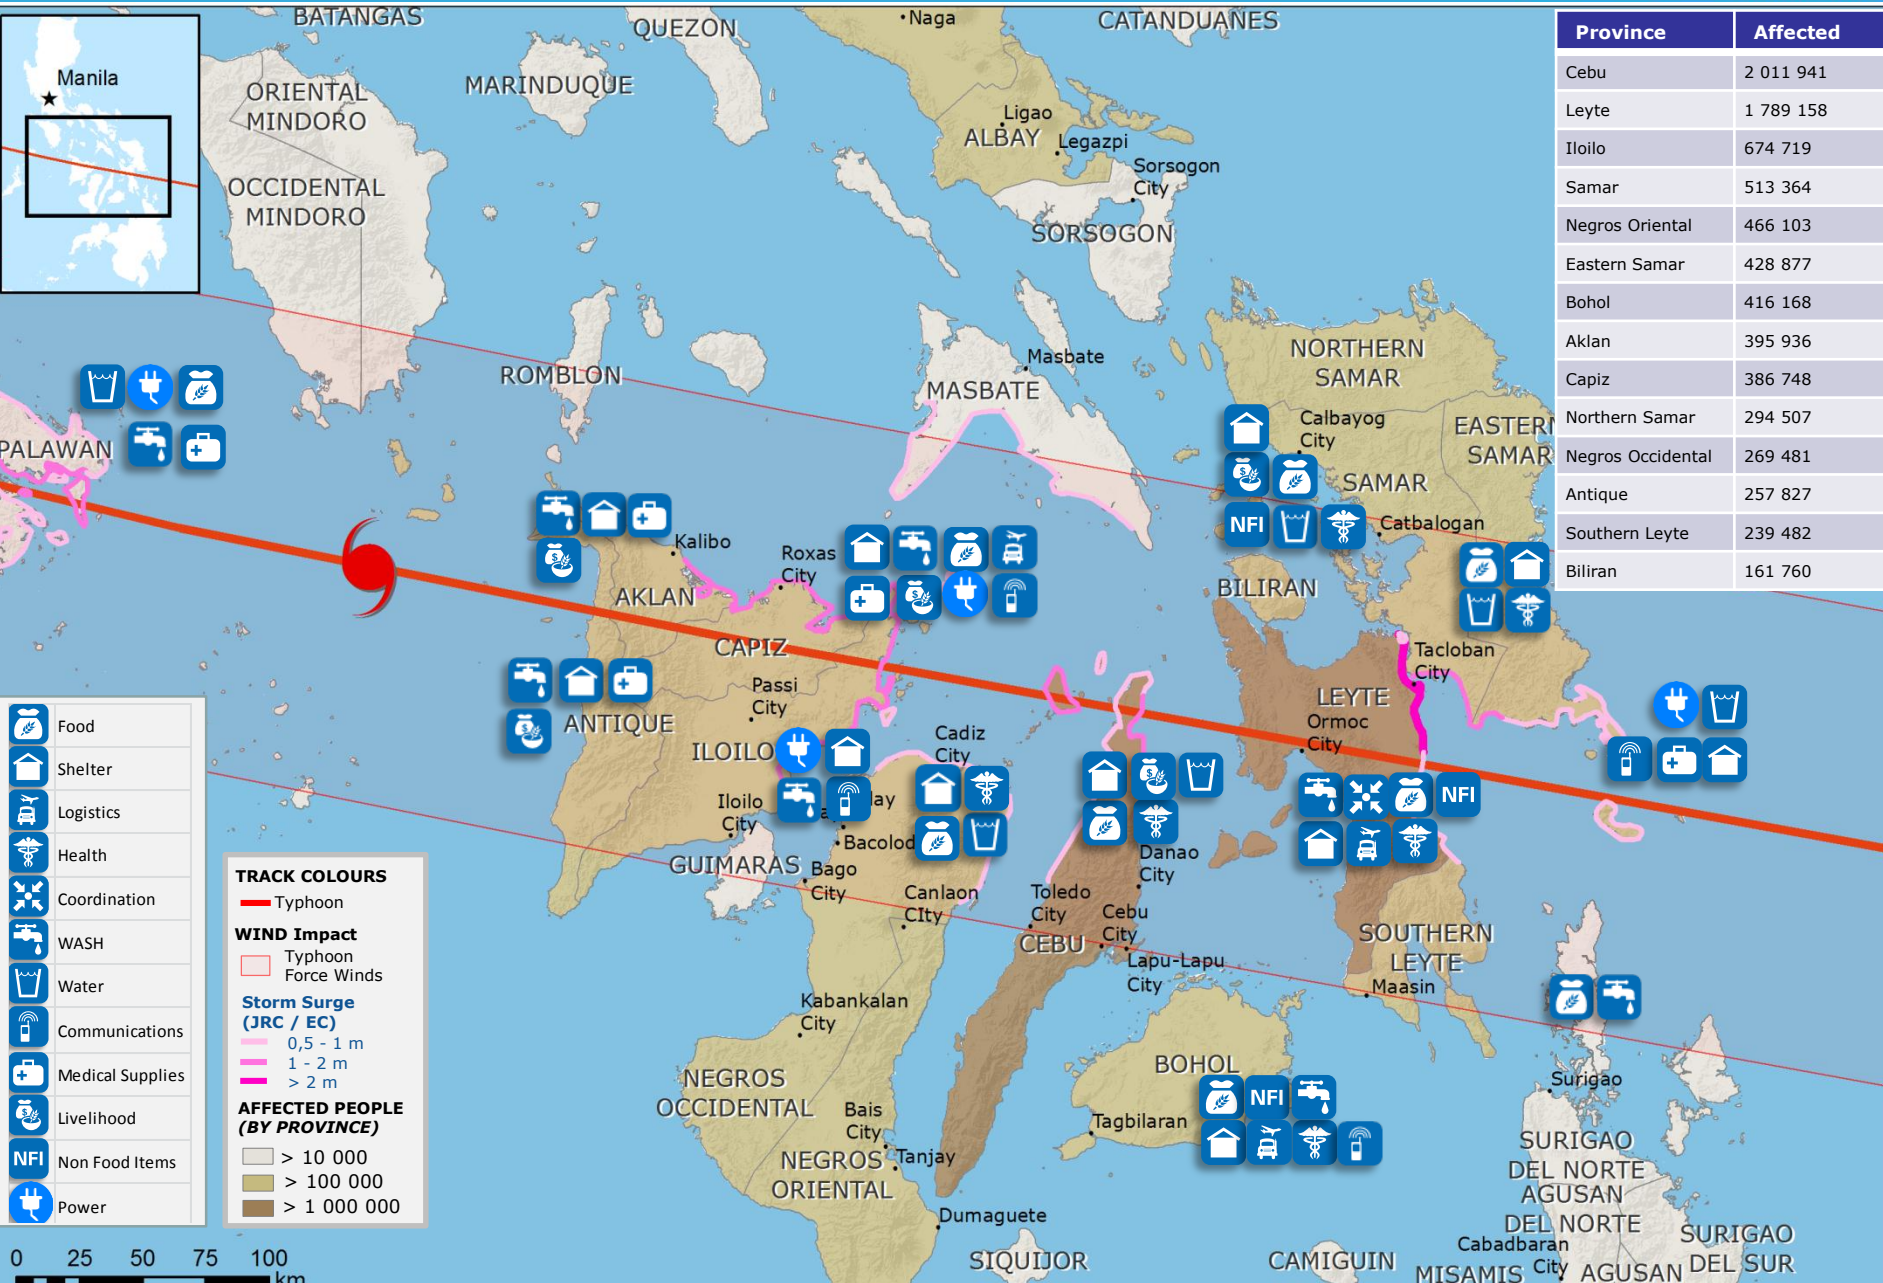 BATANGAS
QUEZON
Naga
CATANDUANES
Manila
ORIENTAL
MINDORO
MARINDUQUE
Ligao
ALBAY
Legazpi
Sorsogon
City
OCCIDENTAL
MINDORO
SORSOGON
Province Affected
Cebu 2 011 941
Leyte 1 789 158
Iloilo 674 719
Samar 513 364
Negros Oriental 466 103
Eastern Samar 428 877
Bohol 416 168
Aklan 395 936
Capiz 386 748
Northern Samar 294 507
Negros Occidental 269 481
Antique 257 827
Southern Leyte 239 482
Biliran 161 760
ROMBLON
Masbate
MASBATE
NORTHERN
SAMAR
Calbayog
City
EASTERN
SAMAR
SAMAR
PALAWAN
NFI
Catbalogan
Kalibo
Roxas
City
AKLAN
BILIRAN
CAPIZ
Tacloban
City
Passi
City
LEYTE
ANTIQUE
Ormoc
City
ILOILO
Cadiz
City
NFI
Iloilo
City
lay
Bacolod
GUIMARAS
Bago
City
Danao
City
Canlaon
CIty
Toledo
City
Cebu
City
CEBU
SOUTHERN
LEYTE
Lapu-Lapu
City
Maasin
Kabankalan
City
BOHOL
NFI
NEGROS
OCCIDENTAL
Bais
City
Tagbilaran
Surigao
Tanjay
NEGROS
ORIENTAL
SURIGAO
DEL NORTE
AGUSAN
DEL NORTE
Dumaguete
SIQUIJOR
CAMIGUIN
Cabadbaran
City
SURIGAO
DEL SUR
MISAMIS
AGUSAN
Food
Shelter
Logistics
Health
Coordination
WASH
Water
Communications
Medical Supplies
Livelihood
NFI Non Food Items
Power
TRACK COLOURS
Typhoon
WIND Impact
Typhoon
Force Winds
Storm Surge
(JRC / EC)
0,5 - 1 m
1 - 2 m
> 2 m
AFFECTED PEOPLE
(BY PROVINCE)
> 10 000
> 100 000
> 1 000 000
0 25 50 75 100
km